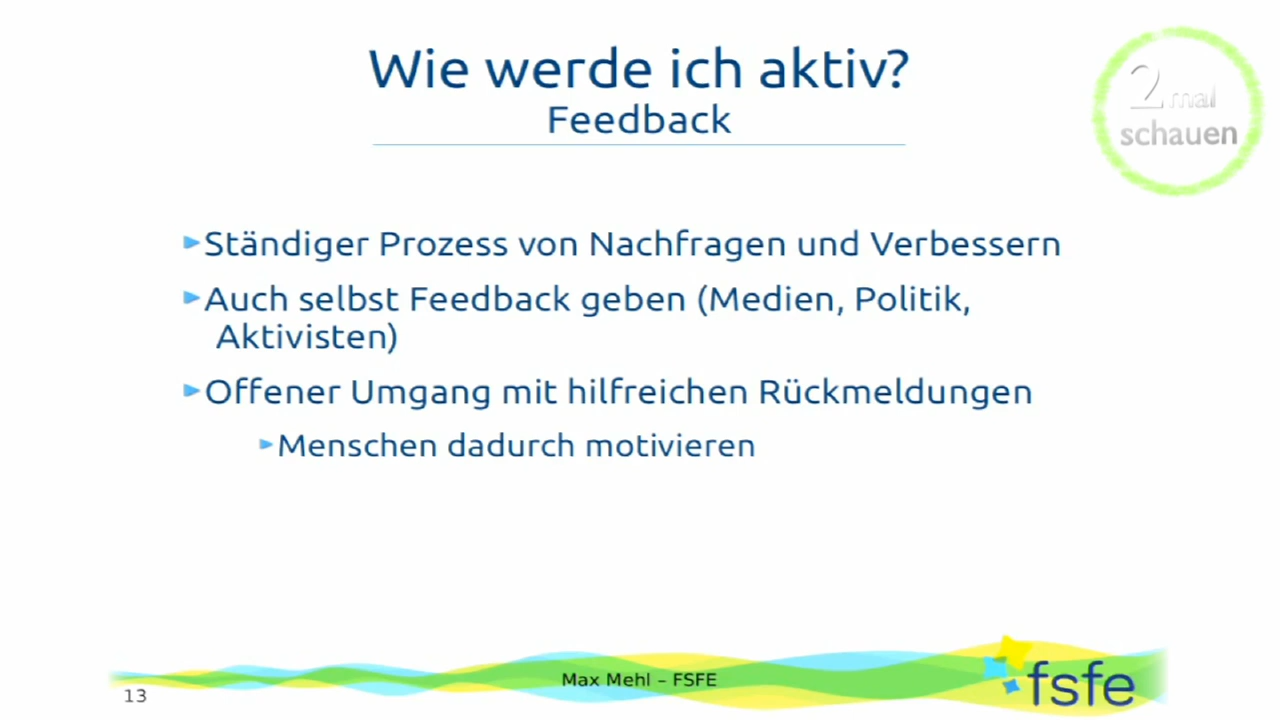 Wie werde ich aktiv?
Feedback
2 mal
schauen
Ständiger Prozess von Nachfragen und Verbessern
Auch selbst Feedback geben (Medien, Politik,
Aktivisten)
Offener Umgang mit hilfreichen Rückmeldungen
Menschen dadurch motivieren
Max Mehl – FSFE
fsfe
13